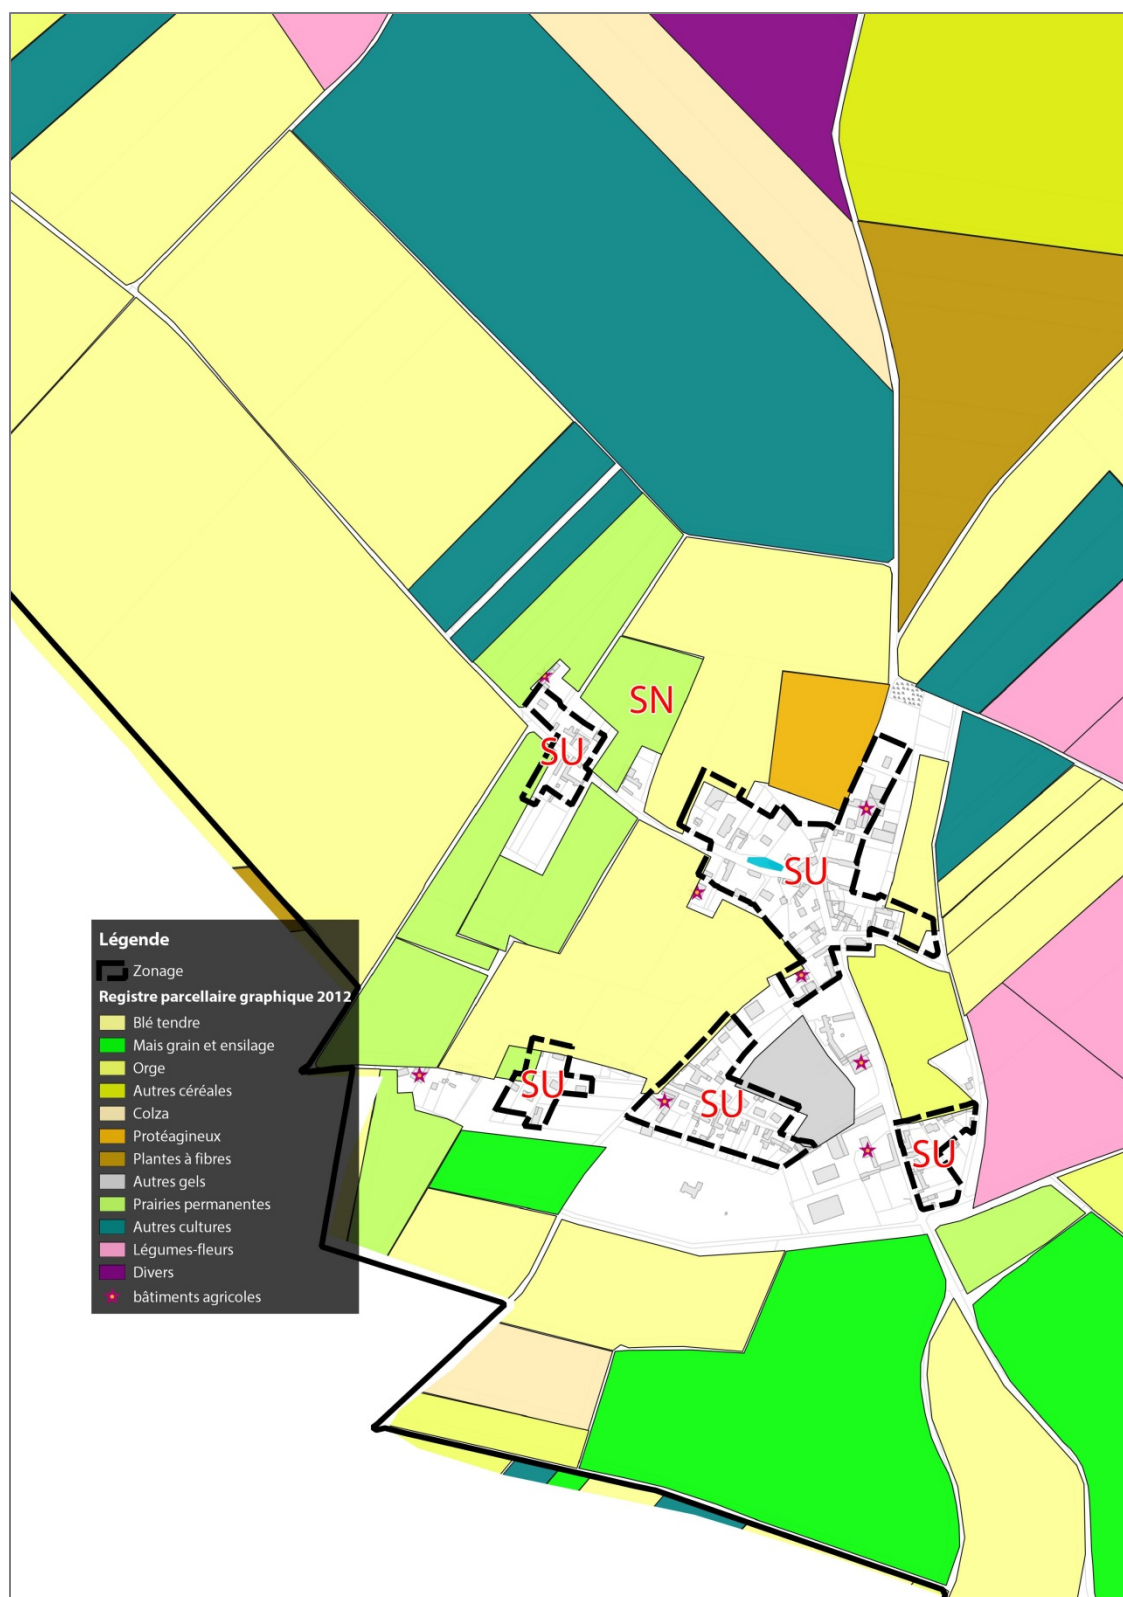 SN
SU
SU
Légende
Zonage
Registre parcellaire graphique 2012
Blé tendre
Mais grain et ensilage
Orge
Autres céréales
Colza
Protéagineux
Plantes à fibres
Autres gels
Prairies permanentes
Autres cultures
Légumes-fleurs
Divers
bâtiments agricoles
SU
SU
SU